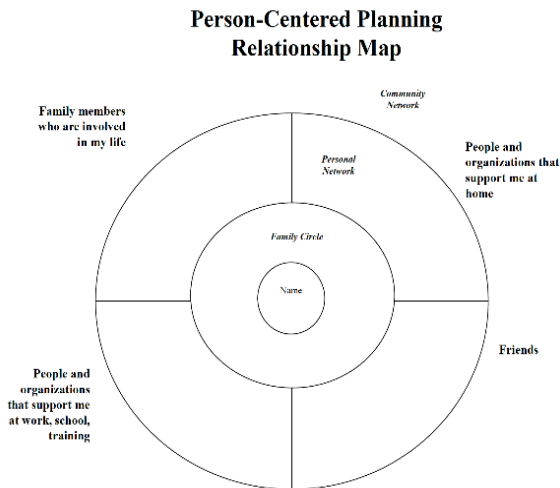 Person-Centered Planning
Relationship Map
Community
Network
Family members
who are involved
in my life
People and
organizations that
support me at
home
Personal
Network
Family Circle
Name
Friends
People and
organizations
that support me
at work, school,
training